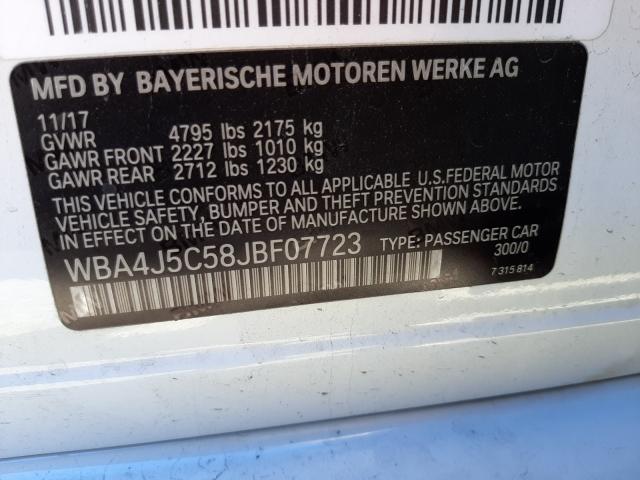 MFD BY BAYERISCHE MOTOREN WERKE AG
11/17
GVWR 4795 lbs 2175 kg
GAWR FRONT 2227 lbs 1010 kg
GAWR REAR 2712 lbs 1230 kg
THIS VEHICLE CONFORMS TO ALL APPLICABLE U.S.FEDERAL MOTOR
VEHICLE SAFETY, BUMPER AND THEFT PREVENTION STANDARDS
IN EFFECT ON THE DATE OF MANUFACTURE SHOWN ABOVE.
WBA4J5C58JBF07723 TYPE: PASSENGER CAR
300/0
7 315 814